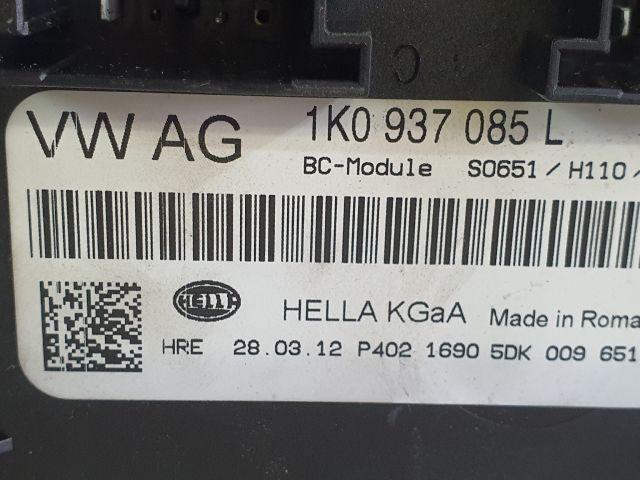 C
VW AG 1K0 937 085 L
BC-Module S0651 / H110 /
HELLA HELLA KGaA Made in Roma
HRE 28.03.12 P402 1690 5DK 009 651